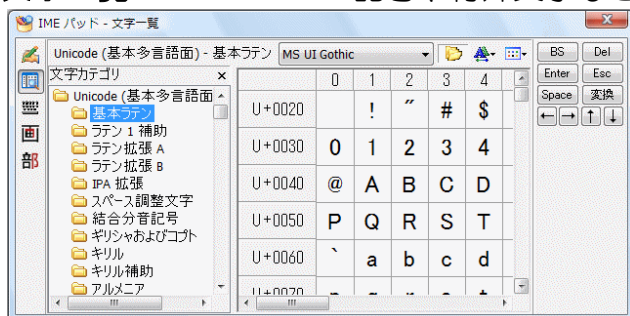 IME パッド - 文字一覧
Unicode (基本多言語面) - 基本ラテン MS UI Gothic
BS Del
文字カテゴリ x
Enter Esc
Space 変換
← → ↑ ↓
Unicode (基本多言語面
基本ラテン
ラテン 1 補助
ラテン拡張 A
ラテン拡張 B
IPA 拡張
スペース調整文字
結合分音記号
ギリシャおよびコプト
キリル
キリル補助
アルメニア
画
部
0 1 2 3 4
U+0020 ! ″ # $
U+0030 0 1 2 3 4
U+0040 @ A B C D
U+0050 P Q R S T
U+0060 ` a b c d
U+0070